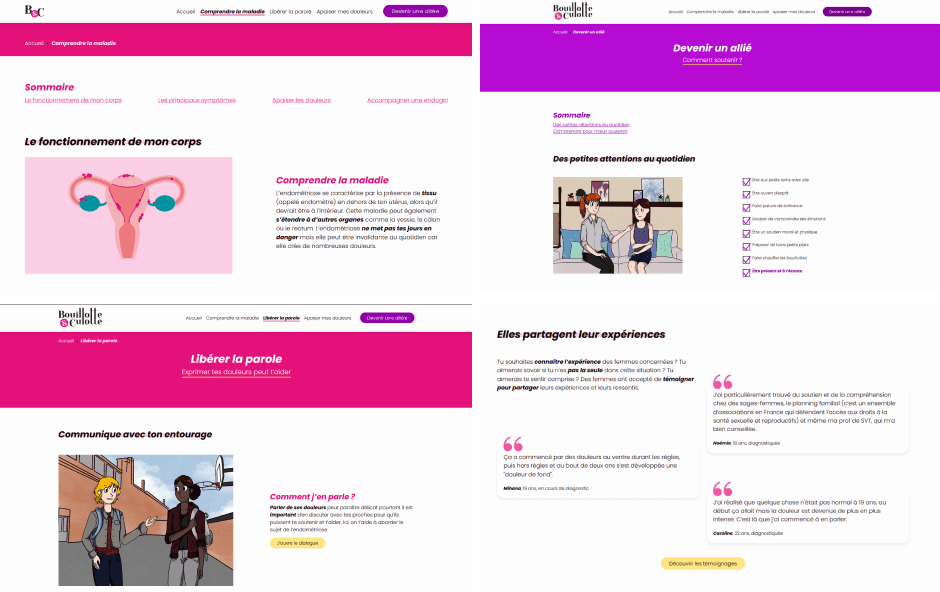 B&C
Accueil Comprendre la maladie Libérer la parole Apaiser mes douleurs Devenir un·e allié·e
Accueil Comprendre la maladie
Sommaire
Le fonctionnement de mon corps Les principaux symptômes Apaiser les douleurs Accompagner une endogirl
Le fonctionnement de mon corps
Comprendre la maladie
L'endométriose se caractérise par la présence de tissu
(appelé endomètre) en dehors de ton utérus, alors qu'il
devrait être à l'intérieur. Cette maladie peut également
s'étendre à d'autres organes comme la vessie, le côlon
ou le rectum. L'endométriose ne met pas tes jours en
danger mais elle peut être invalidante au quotidien car
elle crée de nombreuses douleurs.
Bouillotte
& Culotte
Accueil Comprendre la maladie Libérer la parole Apaiser mes douleurs Devenir un·e allié·e
Accueil Devenir un allié
Devenir un allié
Comment soutenir ?
Sommaire
Des petites attentions au quotidien
Comprendre pour mieux soutenir
Des petites attentions au quotidien
Être aux petits soins avec elle
Être ouvert d'esprit
Faire preuve de tolérance
Essayer de comprendre ses émotions
Être un soutien moral et physique
Préparer de bons petits plats
Faire chauffer les bouillottes
Être présent et à l'écoute
Bouillotte
& Culotte
Accueil Comprendre la maladie Libérer la parole Apaiser mes douleurs Devenir un·e allié·e
Accueil Libérer la parole
Libérer la parole
Exprimer tes douleurs peut t'aider
Communique avec ton entourage
Comment j'en parle ?
Parler de ses douleurs peut paraître délicat pourtant il est
important d'en discuter avec tes proches pour qu'ils
puissent te soutenir et t'aider. Ici, on t'aide à aborder le
sujet de l'endométriose.
J'ouvre le dialogue
Elles partagent leur expériences
Tu souhaites connaître l'expérience des femmes concernées ? Tu
aimerais savoir si tu n'es pas la seule dans cette situation ? Tu
aimerais te sentir comprise ? Des femmes ont accepté de témoigner
pour partager leurs expériences et leurs ressentis.
Ça a commencé par des douleurs au ventre durant les règles,
puis hors règles et au bout de deux ans s'est développée une
"douleur de fond".
Minana, 19 ans, en cours de diagnostic
J'ai particulièrement trouvé du soutien et de la compréhension
chez des sages-femmes, le planning familial (c'est un ensemble
d'associations en France qui défendent l'accès aux droits à la
santé sexuelle et reproductifs) et même ma prof de SVT, qui m'a
bien conseillée.
Noémie, 18 ans, diagnostiquée
J'ai réalisé que quelque chose n'était pas normal à 19 ans, au
début ça allait mais la douleur est devenue de plus en plus
intense. C'est là que j'ai commencé à en parler.
Caroline, 22 ans, diagnostiquée
Découvrir les témoignages